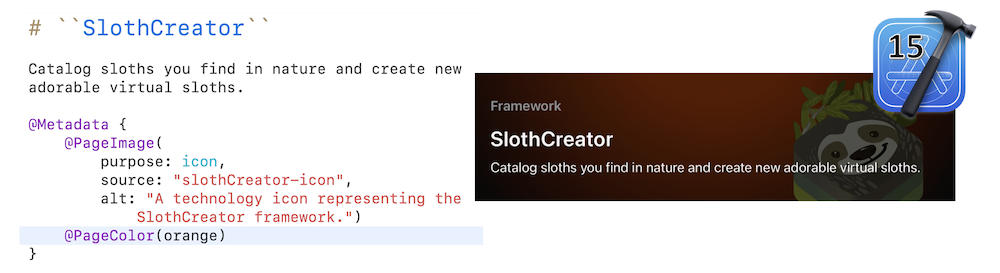 # ``SlothCreator``
Catalog sloths you find in nature and create new
adorable virtual sloths.
@Metadata {
@PageImage(
purpose: icon,
source: "slothCreator-icon",
alt: "A technology icon representing the
SlothCreator framework.")
@PageColor(orange)
}
Framework
SlothCreator
Catalog sloths you find in nature and create new adorable virtual sloths.
15